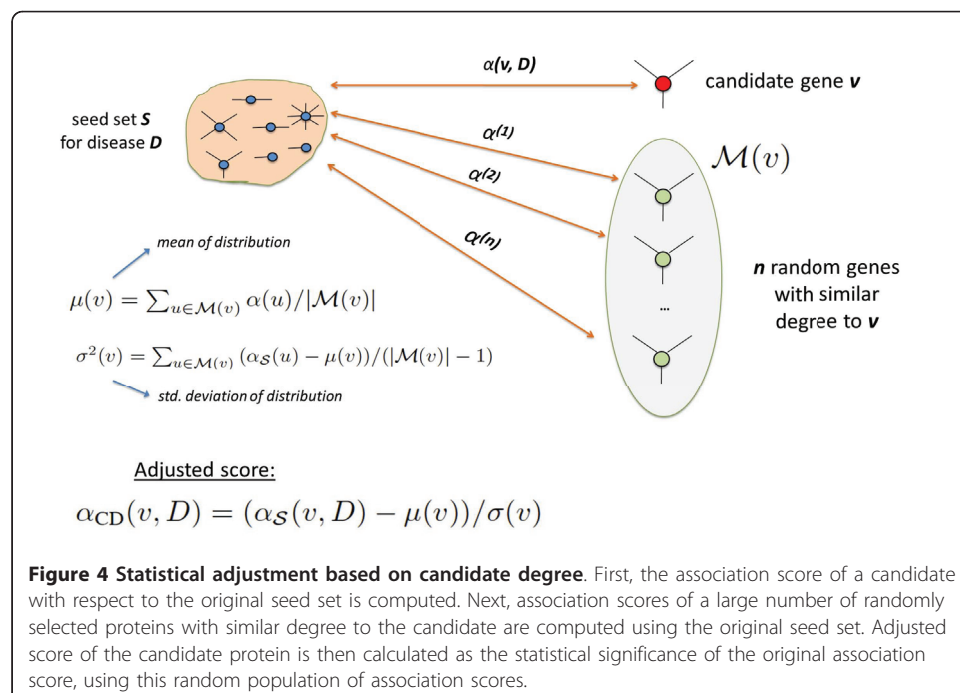 α(v, D)
candidate gene v
seed set S
for disease D
α(1)
α(2)
α(n)
ℳ(v)
n random genes
with similar
degree to v
...
mean of distribution
μ(v) = ∑u∈ℳ(v) α(u)/|ℳ(v)|
σ²(v) = ∑u∈ℳ(v) (α𝒮(u) − μ(v))/(|ℳ(v)| − 1)
std. deviation of distribution
Adjusted score:
αCD(v, D) = (α𝒮(v, D) − μ(v))/σ(v)
Figure 4 Statistical adjustment based on candidate degree. First, the association score of a candidate
with respect to the original seed set is computed. Next, association scores of a large number of randomly
selected proteins with similar degree to the candidate are computed using the original seed set. Adjusted
score of the candidate protein is then calculated as the statistical significance of the original association
score, using this random population of association scores.